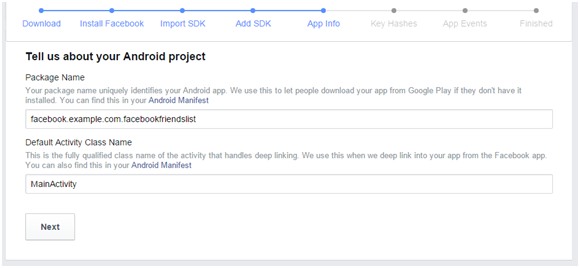 Download Install Facebook Import SDK Add SDK App Info Key Hashes App Events Finished
Tell us about your Android project
Package Name
Your package name uniquely identifies your Android app. We use this to let people download your app from Google Play if they don't have it
installed. You can find this in your Android Manifest
facebook.example.com.facebookfriendslist
Default Activity Class Name
This is the fully qualified class name of the activity that handles deep linking. We use this when we deep link into your app from the Facebook app.
You can also find this in your Android Manifest
MainActivity
Next